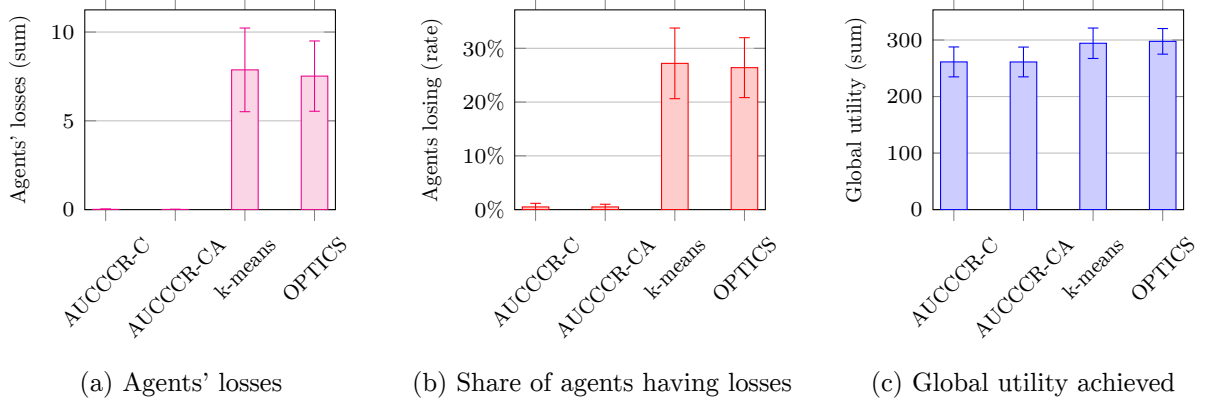 Agents' losses (sum)
10
5
0
AUCCCR-C
AUCCCR-CA
k-means
OPTICS
(a) Agents' losses
Agents losing (rate)
30%
20%
10%
0%
AUCCCR-C
AUCCCR-CA
k-means
OPTICS
(b) Share of agents having losses
Global utility (sum)
300
200
100
0
AUCCCR-C
AUCCCR-CA
k-means
OPTICS
(c) Global utility achieved